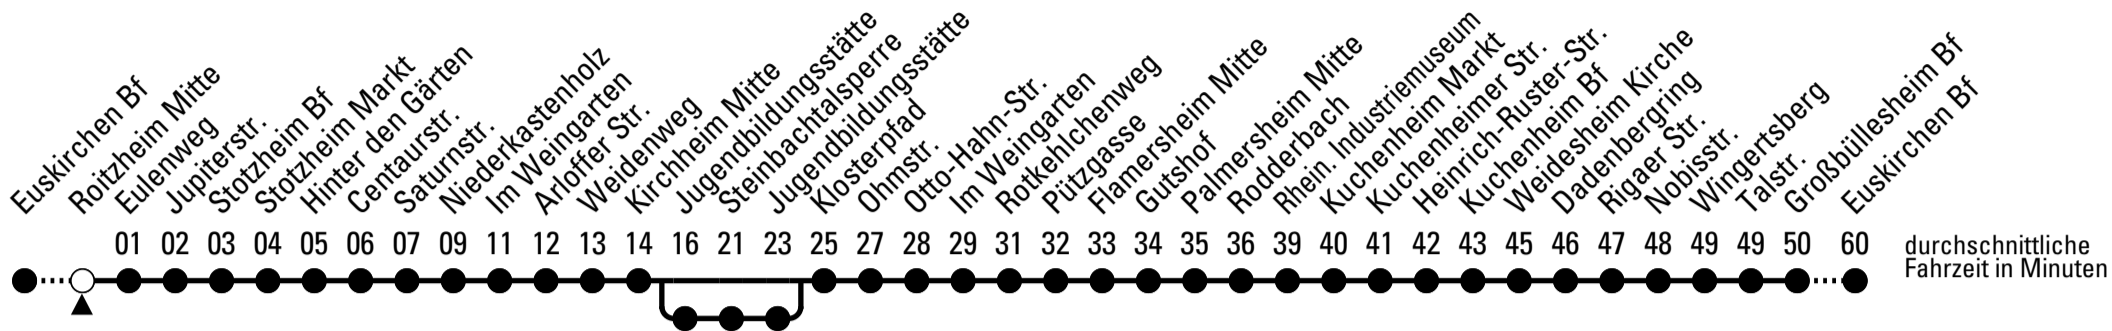 Euskirchen Bf
Roitzheim Mitte
Eulenweg
Jupiterstr.
Stotzheim Bf
Stotzheim Markt
Hinter den Gärten
Centaurstr.
Saturnstr.
Niederkastenholz
Im Weingarten
Arloffer Str.
Weidenweg
Kirchheim Mitte
Jugendbildungsstätte
Steinbachtalsperre
Jugendbildungsstätte
Klosterpfad
Ohmstr.
Otto-Hahn-Str.
Im Weingarten
Rotkehlchenweg
Pützgasse
Flamersheim Mitte
Gutshof
Palmersheim Mitte
Rodderbach
Rhein. Industriemuseum
Kuchenheim Markt
Kuchenheimer Str.
Heinrich-Ruster-Str.
Kuchenheim Bf
Weidesheim Kirche
Dadenbergring
Rigaer Str.
Nobisstr.
Wingertsberg
Talstr.
Großbüllesheim Bf
Euskirchen Bf
01 02 03 04 05 06 07 09 11 12 13 14 16 21 23 25 27 28 29 31 32 33 34 35 36 39 40 41 42 43 45 46 47 48 49 49 50 60
durchschnittliche
Fahrzeit in Minuten